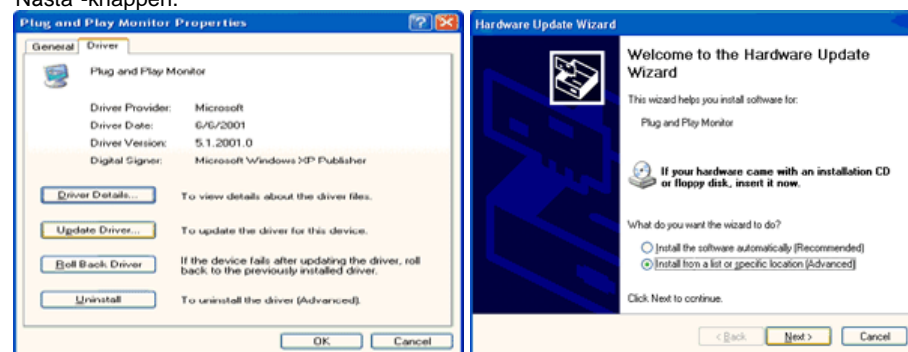 Nästa"-knappen.
Plug and Play Monitor Properties
General Driver
Plug and Play Monitor
Driver Provider: Microsoft
Driver Date: 6/6/2001
Driver Version: 5.1.2001.0
Digital Signer: Microsoft Windows XP Publisher
Driver Details... To view details about the driver files.
Update Driver... To update the driver for this device.
Roll Back Driver If the device fails after updating the driver, roll
back to the previously installed driver.
Uninstall To uninstall the driver (Advanced).
OK Cancel
Hardware Update Wizard
Welcome to the Hardware Update
Wizard
This wizard helps you install software for:
Plug and Play Monitor
If your hardware came with an installation CD
or floppy disk, insert it now.
What do you want the wizard to do?
Install the software automatically (Recommended)
Install from a list or specific location (Advanced)
Click Next to continue.
< Back Next > Cancel